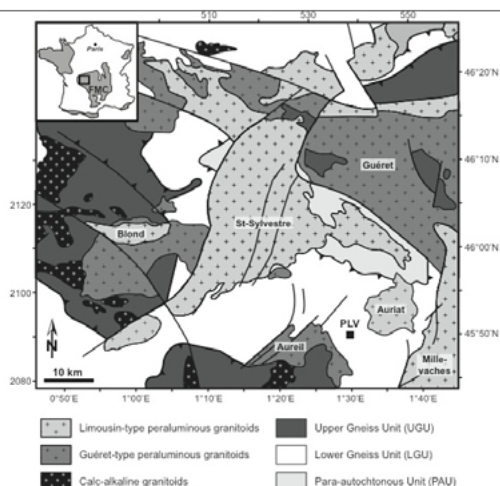 510 530 550
Paris
FMC
46°20'N
Guéret
46°10'N
2120
St-Sylvestre
Blond
46°00'N
2100
Auriat
PLV
45°50'N
N
Aureil
Mille-
vaches
10 km
2080
0°50'E 1°00'E 1°10'E 1°20'E 1°30'E 1°40'E
Limousin-type peraluminous granitoids
Upper Gneiss Unit (UGU)
Guéret-type peraluminous granitoids
Lower Gneiss Unit (LGU)
Calc-alkaline granitoids
Para-autochtonous Unit (PAU)